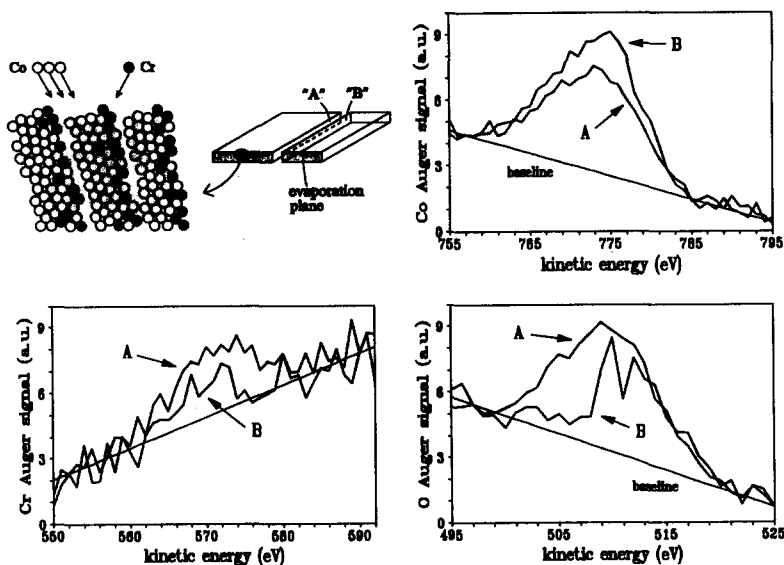 Co
Cr
"A"
"B"
evaporation
plane
Co Auger signal (a.u.)
9
6
3
0
B
A
baseline
755
765
775
785
795
kinetic energy (eV)
Cr Auger signal (a.u.)
9
6
3
0
A
B
550
560
570
580
590
kinetic energy (eV)
O Auger signal (a.u.)
9
6
3
0
A
B
baseline
495
505
515
525
kinetic energy (eV)